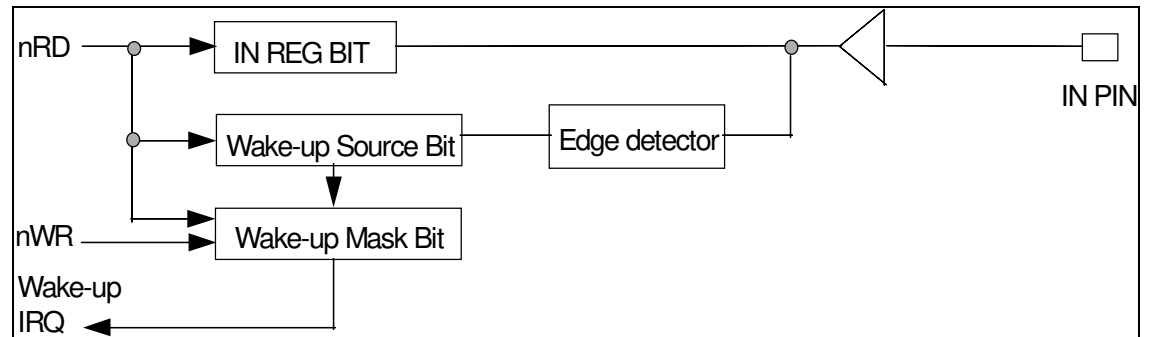 nRD
IN REG BIT
IN PIN
Wake-up Source Bit
Edge detector
nWR
Wake-up Mask Bit
Wake-up
IRQ